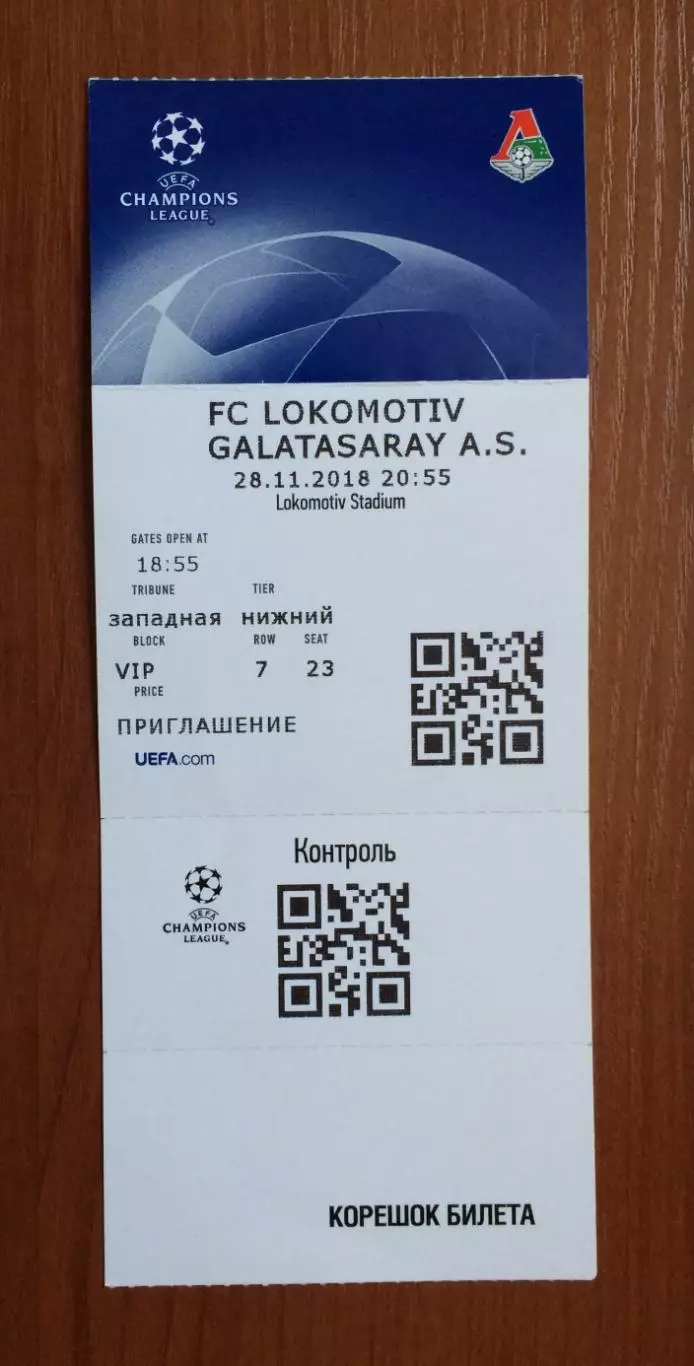 UEFA
CHAMPIONS
LEAGUE
FC LOKOMOTIV
GALATASARAY A.S.
28.11.2018 20:55
Lokomotiv Stadium
GATES OPEN AT
18:55
TRIBUNE TIER
западная нижний
BLOCK ROW SEAT
VIP 7 23
PRICE
ПРИГЛАШЕНИЕ
UEFA.com
Контроль
UEFA
CHAMPIONS
LEAGUE
КОРЕШОК БИЛЕТА